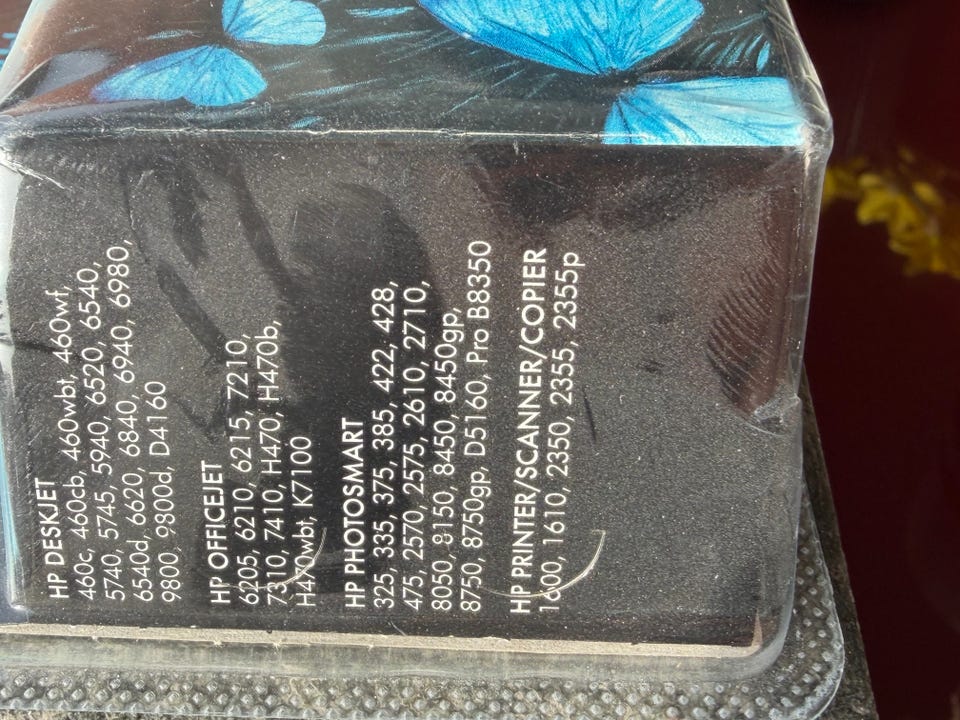 HP DESKJET
460c, 460cb, 460wbt, 460wf,
5740, 5745, 5940, 6520, 6540,
6540d, 6620, 6840, 6940, 6980,
9800, 9800d, D4160
HP OFFICEJET
6205, 6210, 6215, 7210,
7310, 7410, H470, H470b,
H470wbt, K7100
HP PHOTOSMART
325, 335, 375, 385, 422, 428,
475, 2570, 2575, 2610, 2710,
8050, 8150, 8450, 8450gp,
8750, 8750gp, D5160, Pro B8350
HP PRINTER/SCANNER/COPIER
1600, 1610, 2350, 2355, 2355p